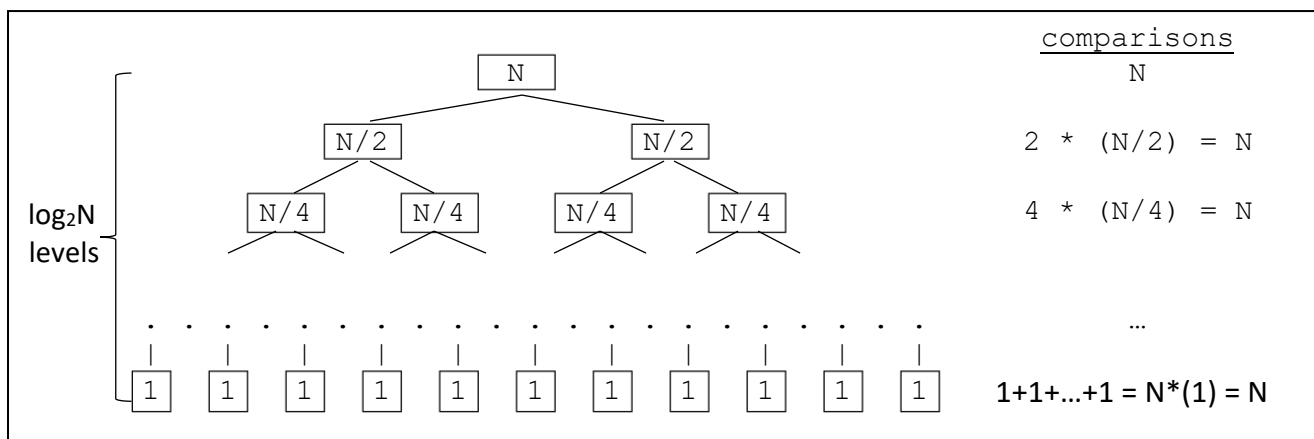 comparisons
N N
N/2 N/2 2 * (N/2) = N
N/4 N/4 N/4 N/4 4 * (N/4) = N
log₂N
levels
. . . . . . . . . . . . . . . . . . . . . …
1 1 1 1 1 1 1 1 1 1 1 1+1+…+1 = N*(1) = N